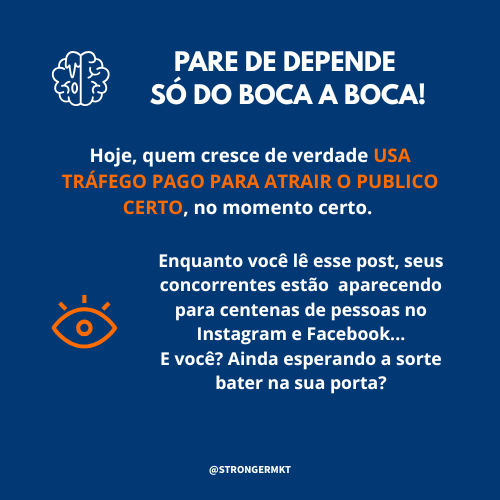 PARE DE DEPENDE
SÓ DO BOCA A BOCA!
Hoje, quem cresce de verdade USA
TRÁFEGO PAGO PARA ATRAIR O PUBLICO
CERTO, no momento certo.
Enquanto você lê esse post, seus
concorrentes estão aparecendo
para centenas de pessoas no
Instagram e Facebook...
E você? Ainda esperando a sorte
bater na sua porta?
@STRONGERMKT